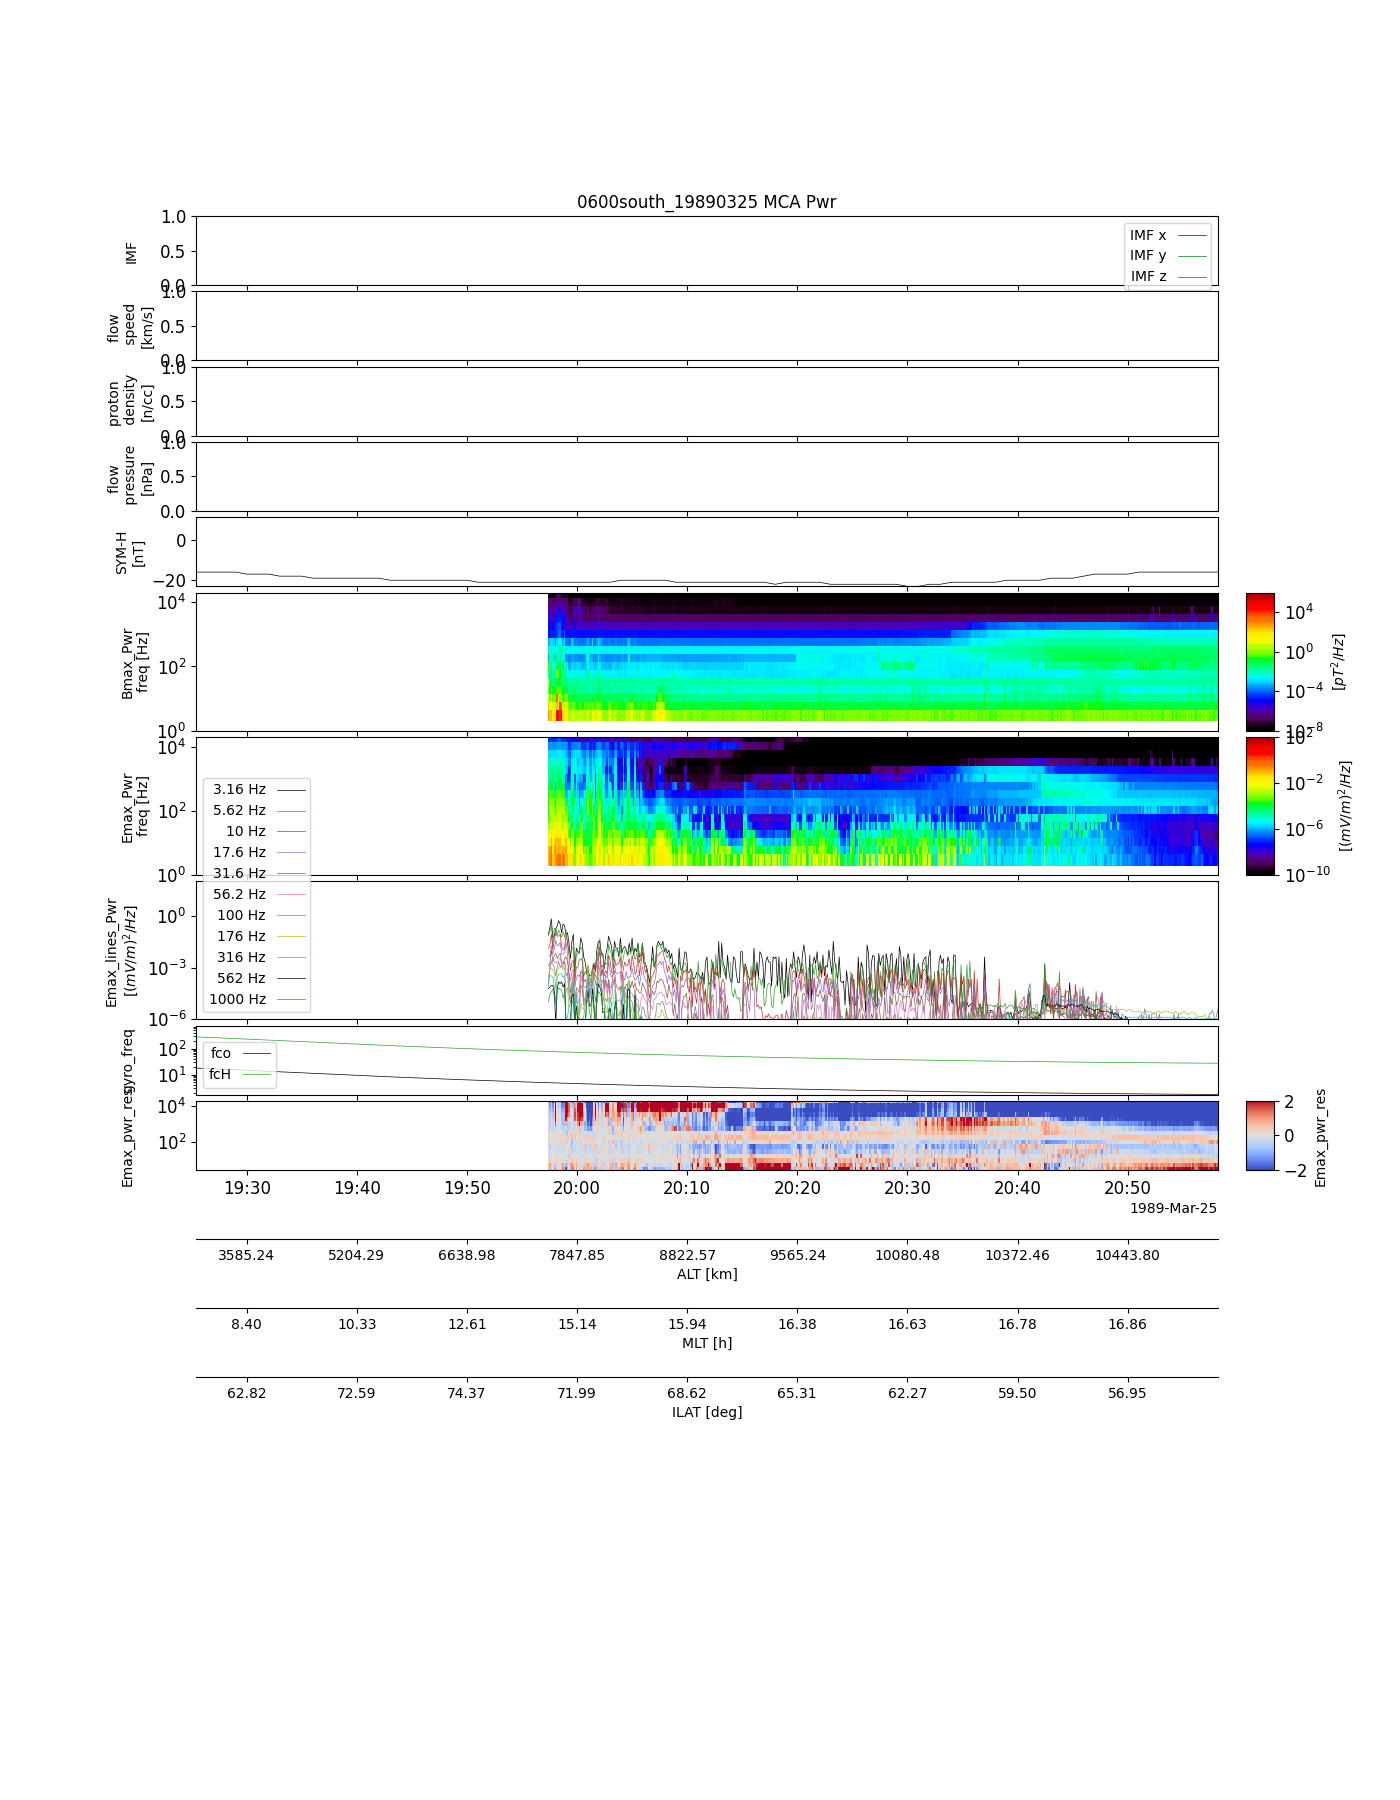 0600south_19890325 MCA Pwr
1.0
0.5
0.0
IMF
IMF x
IMF y
IMF z
1.0
0.5
0.0
flow
speed
[km/s]
1.0
0.5
0.0
proton
density
[n/cc]
1.0
0.5
0.0
flow
pressure
[nPa]
0
−20
SYM-H
[nT]
10^4
10^2
10^0
Bmax_Pwr
freq [Hz]
10^4
10^0
10^−4
10^−8
[pT^2/Hz]
10^4
10^2
10^0
Emax_Pwr
freq [Hz]
10^2
10^−2
10^−6
10^−10
[(mV/m)^2/Hz]
3.16 Hz
5.62 Hz
10 Hz
17.6 Hz
31.6 Hz
56.2 Hz
100 Hz
176 Hz
316 Hz
562 Hz
1000 Hz
10^0
10^−3
10^−6
Emax_lines_Pwr
[(mV/m)^2/Hz]
10^2
10^1
gyro_freq
fco
fcH
10^4
10^2
Emax_pwr_res
2
0
−2
Emax_pwr_res
19:30 19:40 19:50 20:00 20:10 20:20 20:30 20:40 20:50
1989-Mar-25
3585.24 5204.29 6638.98 7847.85 8822.57 9565.24 10080.48 10372.46 10443.80
ALT [km]
8.40 10.33 12.61 15.14 15.94 16.38 16.63 16.78 16.86
MLT [h]
62.82 72.59 74.37 71.99 68.62 65.31 62.27 59.50 56.95
ILAT [deg]